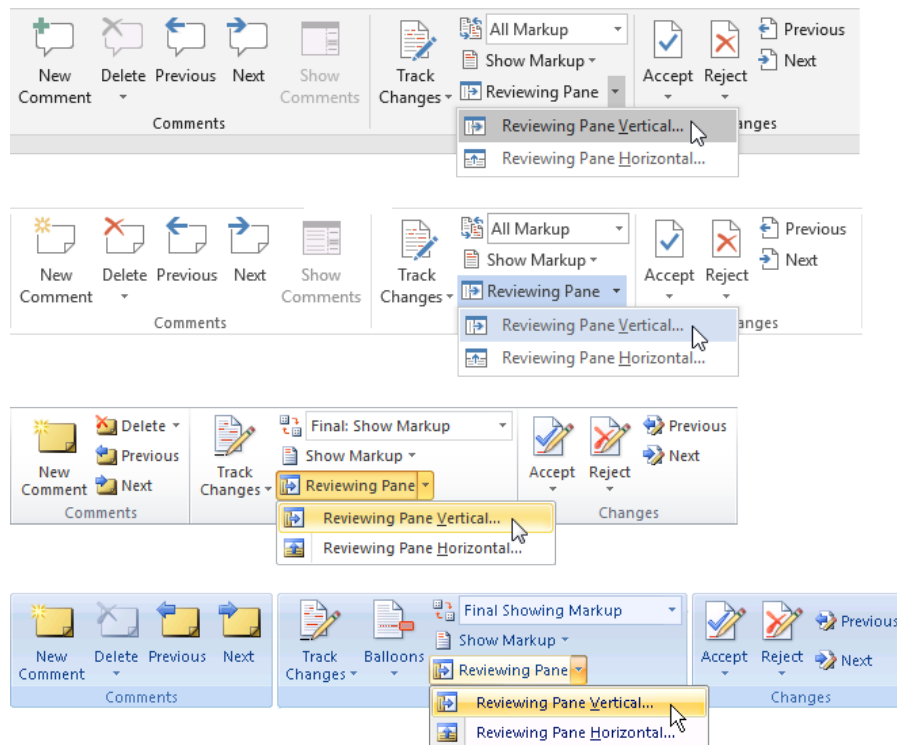 All Markup
Previous
New Comment
Delete
Previous
Next
Show Comments
Track Changes
Show Markup
Accept
Reject
Next
Reviewing Pane
Comments
Reviewing Pane Vertical...
anges
Reviewing Pane Horizontal...
All Markup
Previous
New Comment
Delete
Previous
Next
Show Comments
Track Changes
Show Markup
Accept
Reject
Next
Reviewing Pane
Comments
Reviewing Pane Vertical...
anges
Reviewing Pane Horizontal...
New Comment
Delete
Previous
Next
Track Changes
Final: Show Markup
Show Markup
Reviewing Pane
Accept
Reject
Previous
Next
Comments
Reviewing Pane Vertical...
Changes
Reviewing Pane Horizontal...
New Comment
Delete
Previous
Next
Track Changes
Balloons
Final Showing Markup
Show Markup
Reviewing Pane
Accept
Reject
Previous
Next
Comments
Reviewing Pane Vertical...
Changes
Reviewing Pane Horizontal...